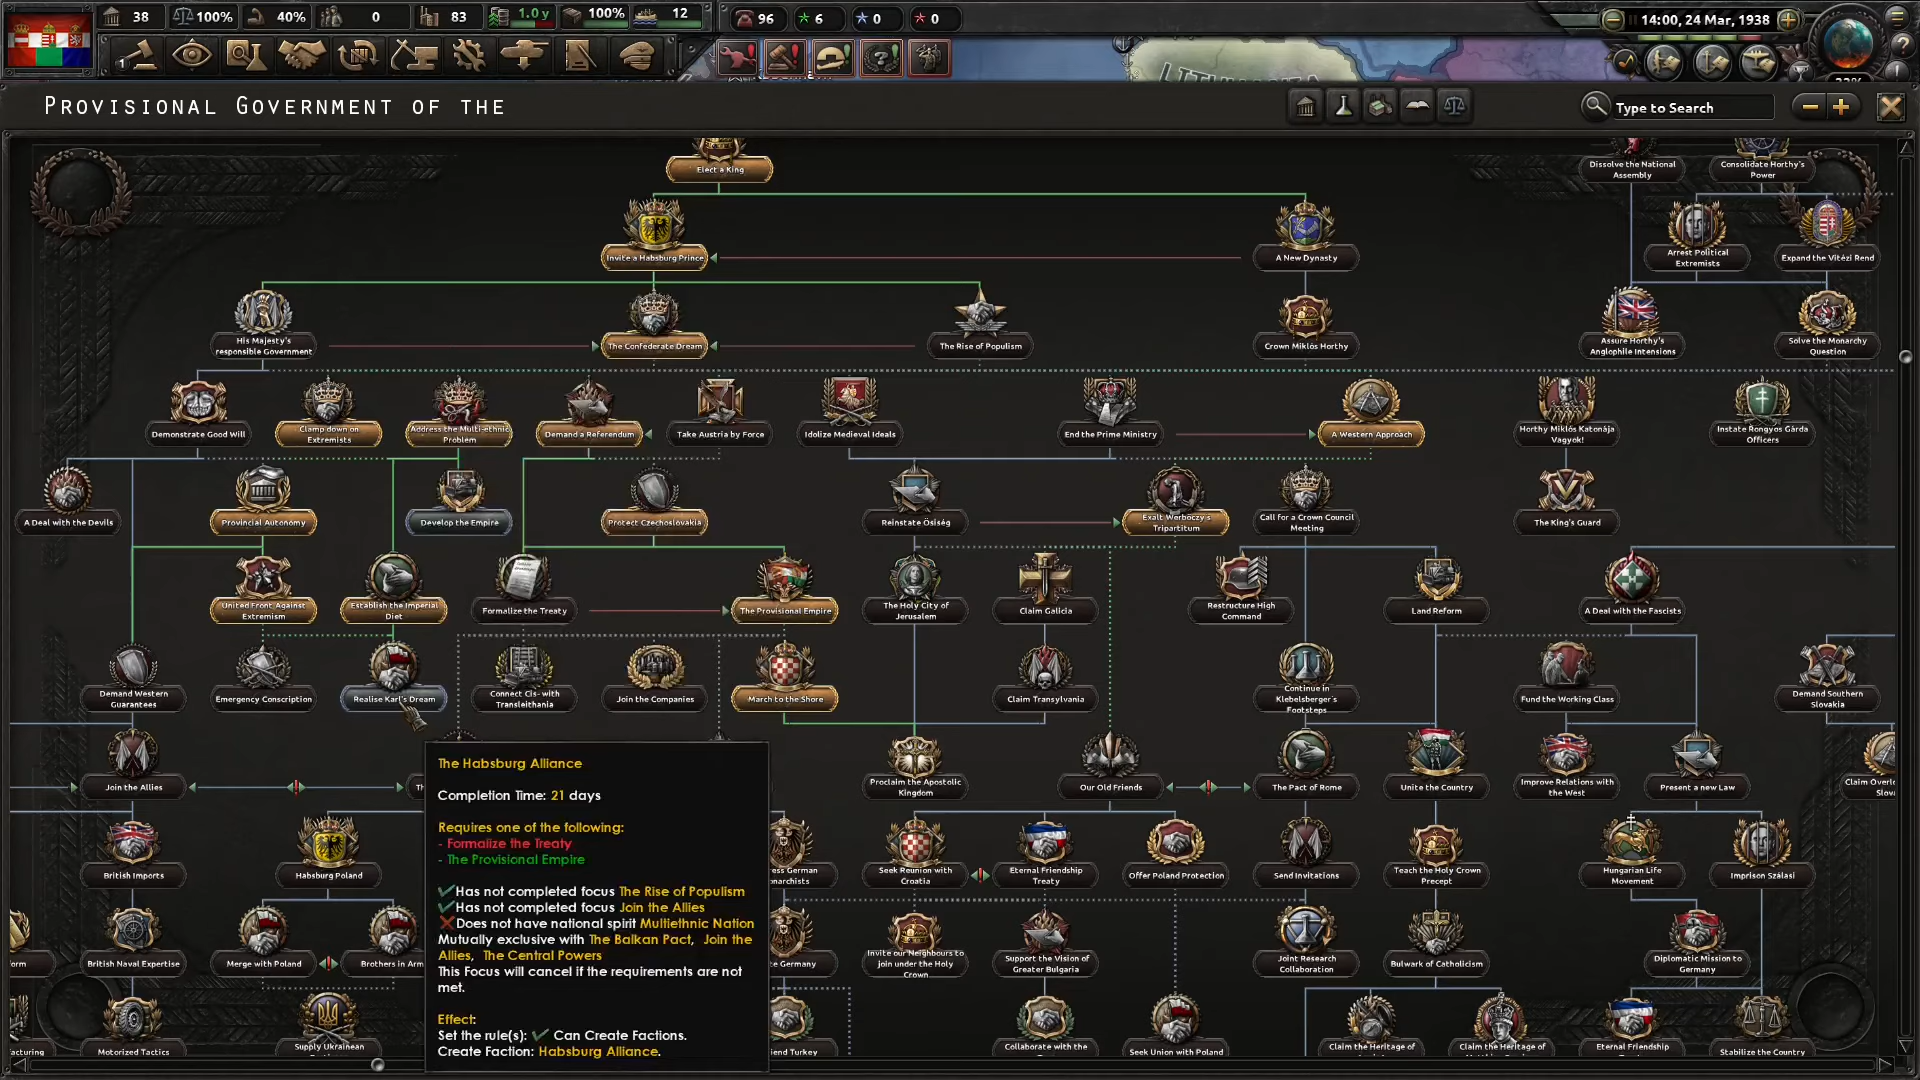 38
100%
40%
0
83
1.0 y
100%
12
96
6
0
0
14:00, 24 Mar, 1938
PROVISIONAL GOVERNMENT OF THE
Type to Search
Elect a King
Dissolve the National
Assembly
Consolidate Horthy's
Power
Invite a Habsburg Prince
A New Dynasty
Arrest Political
Extremists
Expand the Vitézi Rend
His Majesty's
responsible Government
The Confederate Dream
The Rise of Populism
Crown Miklós Horthy
Assure Horthy's
Anglophile Intensions
Solve the Monarchy
Question
Demonstrate Good Will
Clamp down on
Extremists
Address the Multi-ethnic
Problem
Demand a Referendum
Take Austria by Force
Idolize Medieval Ideals
End the Prime Ministry
A Western Approach
Horthy Miklós Katonája
Vagyok!
Instate Rongyos Gárda
Officers
A Deal with the Devils
Provincial Autonomy
Develop the Empire
Protect Czechoslovakia
Reinstate Ősiség
Exalt Werboczy's
Tripartitum
Call for a Crown Council
Meeting
The King's Guard
United Front Against
Extremism
Establish the Imperial
Diet
Formalize the Treaty
The Provisional Empire
The Holy City of
Jerusalem
Claim Galicia
Restructure High
Command
Land Reform
A Deal with the Fascists
Demand Western
Guarantees
Emergency Conscription
Realise Karl's Dream
Connect Cis- with
Transleithania
Join the Companies
March to the Shore
Claim Transylvania
Continue in
Klebelsberger's
Footsteps
Fund the Working Class
Demand Southern
Slovakia
Join the Allies
Proclaim the Apostolic
Kingdom
Our Old Friends
The Pact of Rome
Unite the Country
Improve Relations with
the West
Present a new Law
British Imports
Habsburg Poland
Seek Reunion with
Croatia
Eternal Friendship
Treaty
Offer Poland Protection
Send Invitations
Teach the Holy Crown
Precept
Hungarian Life
Movement
Imprison Szálasi
British Naval Expertise
Merge with Poland
Brothers in Arm
Invite our Neighbours to
join under the Holy
Crown
Support the Vision of
Greater Bulgaria
Joint Research
Collaboration
Bulwark of Catholicism
Diplomatic Mission to
Germany
Motorized Tactics
Supply Ukrainean
Collaborate with the
Seek Union with Poland
Claim the Heritage of
Claim the Heritage of
Eternal Friendship
Stabilize the Country
The Habsburg Alliance
Completion Time: 21 days
Requires one of the following:
- Formalize the Treaty
- The Provisional Empire
Has not completed focus The Rise of Populism
Has not completed focus Join the Allies
Does not have national spirit Multiethnic Nation
Mutually exclusive with The Balkan Pact, Join the
Allies, The Central Powers
This Focus will cancel if the requirements are not
met.
Effect:
Set the rule(s): Can Create Factions.
Create Faction: Habsburg Alliance.